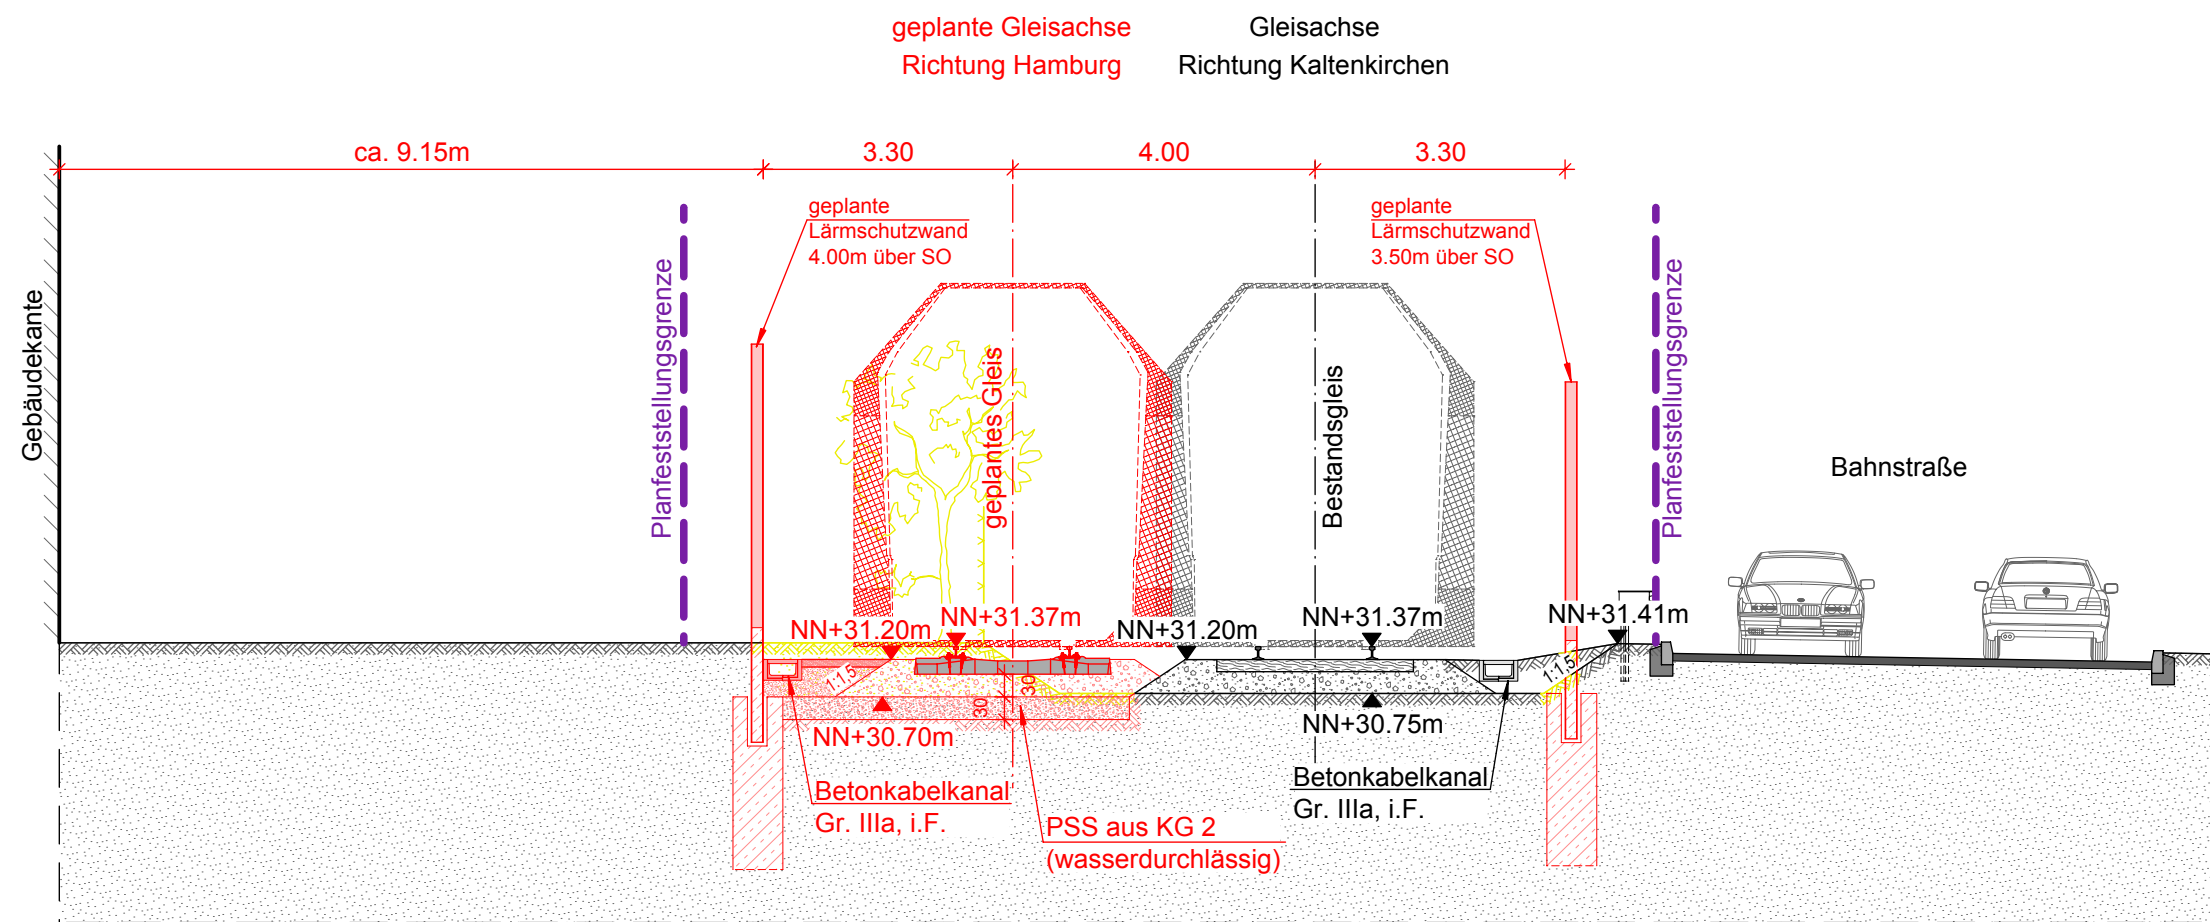 geplante Gleisachse
Richtung Hamburg
Gleisachse
Richtung Kaltenkirchen
ca. 9.15m
3.30
4.00
3.30
geplante
Lärmschutzwand
4.00m über SO
geplante
Lärmschutzwand
3.50m über SO
Gebäudekante
Planfeststellungsgrenze
geplantes Gleis
Bestandsgleis
Planfeststellungsgrenze
Bahnstraße
NN+31.20m
NN+31.37m
NN+31.20m
NN+31.37m
NN+31.41m
1:1,5
30
30
1:1,5
NN+30.70m
NN+30.75m
Betonkabelkanal
Gr. IIIa, i.F.
PSS aus KG 2
(wasserdurchlässig)
Betonkabelkanal
Gr. IIIa, i.F.